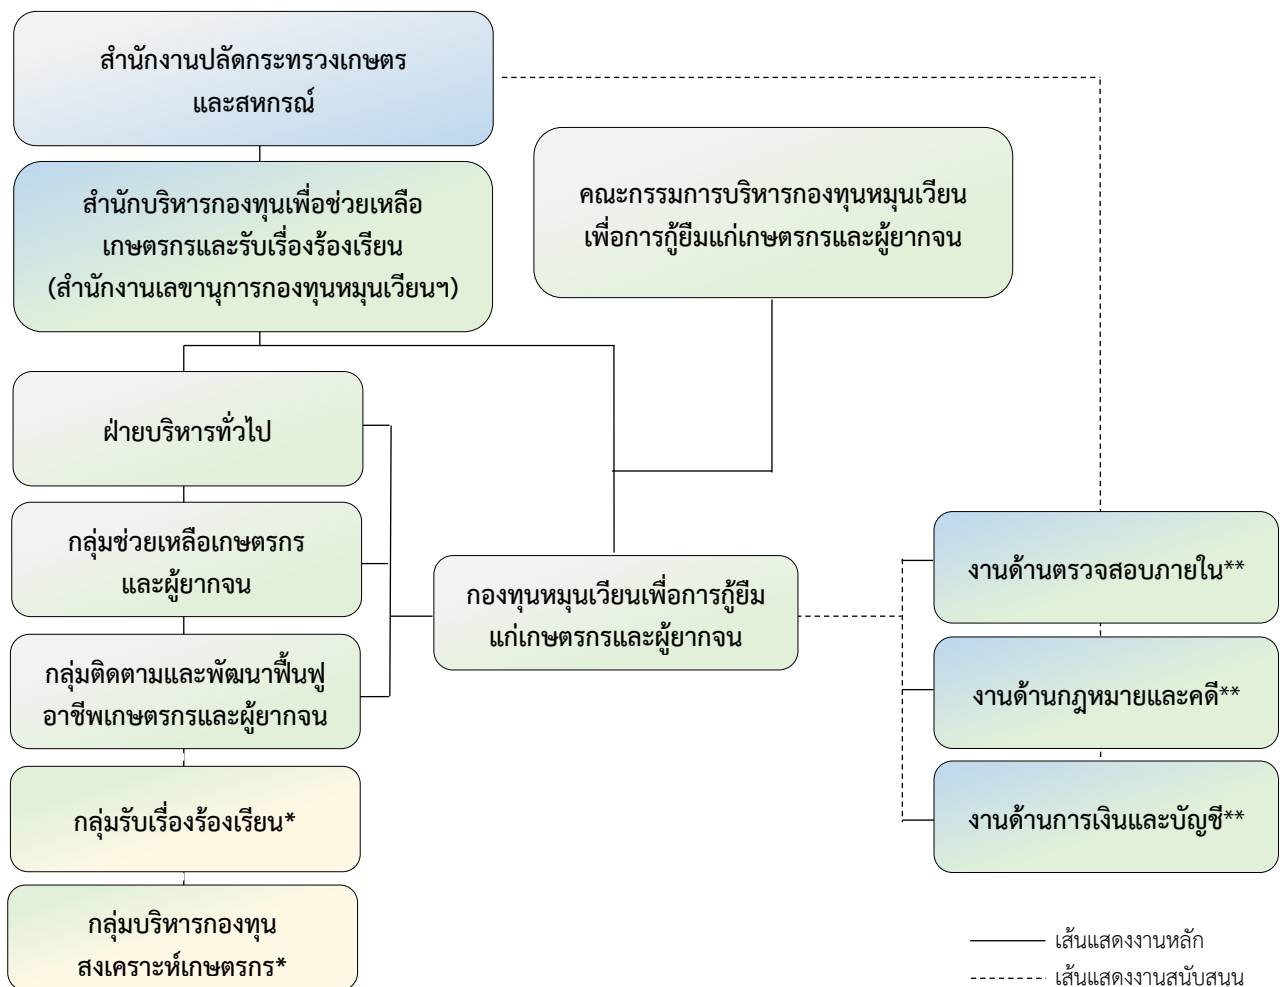 สำนักงานปลัดกระทรวงเกษตร
และสหกรณ์
สำนักบริหารกองทุนเพื่อช่วยเหลือ
เกษตรกรและรับเรื่องร้องเรียน
(สำนักงานเลขานุการกองทุนหมุนเวียนฯ)
คณะกรรมการบริหารกองทุนหมุนเวียน
เพื่อการกู้ยืมแก่เกษตรกรและผู้ยากจน
ฝ่ายบริหารทั่วไป
กลุ่มช่วยเหลือเกษตรกร
และผู้ยากจน
กลุ่มติดตามและพัฒนาฟื้นฟู
อาชีพเกษตรกรและผู้ยากจน
กลุ่มรับเรื่องร้องเรียน*
กลุ่มบริหารกองทุน
สงเคราะห์เกษตรกร*
กองทุนหมุนเวียนเพื่อการกู้ยืม
แก่เกษตรกรและผู้ยากจน
งานด้านตรวจสอบภายใน**
งานด้านกฎหมายและคดี**
งานด้านการเงินและบัญชี**
เส้นแสดงงานหลัก
เส้นแสดงงานสนับสนุน